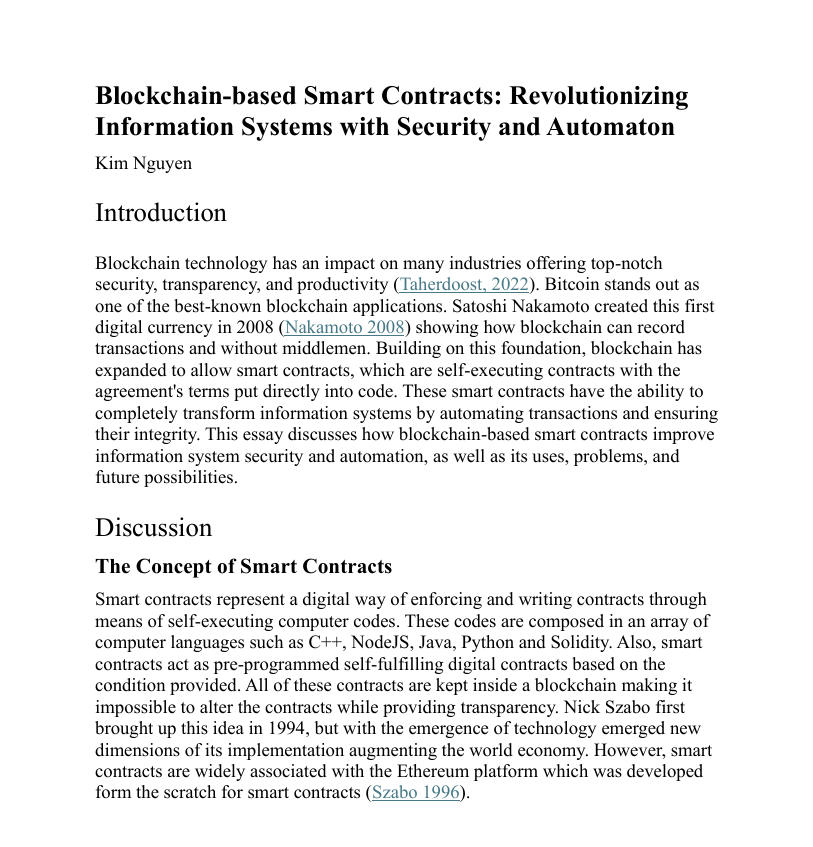 Blockchain-based Smart Contracts: Revolutionizing
Information Systems with Security and Automaton
Kim Nguyen
Introduction
Blockchain technology has an impact on many industries offering top-notch
security, transparency, and productivity (Taherdoost, 2022). Bitcoin stands out as
one of the best-known blockchain applications. Satoshi Nakamoto created this first
digital currency in 2008 (Nakamoto 2008) showing how blockchain can record
transactions and without middlemen. Building on this foundation, blockchain has
expanded to allow smart contracts, which are self-executing contracts with the
agreement's terms put directly into code. These smart contracts have the ability to
completely transform information systems by automating transactions and ensuring
their integrity. This essay discusses how blockchain-based smart contracts improve
information system security and automation, as well as its uses, problems, and
future possibilities.
Discussion
The Concept of Smart Contracts
Smart contracts represent a digital way of enforcing and writing contracts through
means of self-executing computer codes. These codes are composed in an array of
computer languages such as C++, NodeJS, Java, Python and Solidity. Also, smart
contracts act as pre-programmed self-fulfilling digital contracts based on the
condition provided. All of these contracts are kept inside a blockchain making it
impossible to alter the contracts while providing transparency. Nick Szabo first
brought up this idea in 1994, but with the emergence of technology emerged new
dimensions of its implementation augmenting the world economy. However, smart
contracts are widely associated with the Ethereum platform which was developed
form the scratch for smart contracts (Szabo 1996).